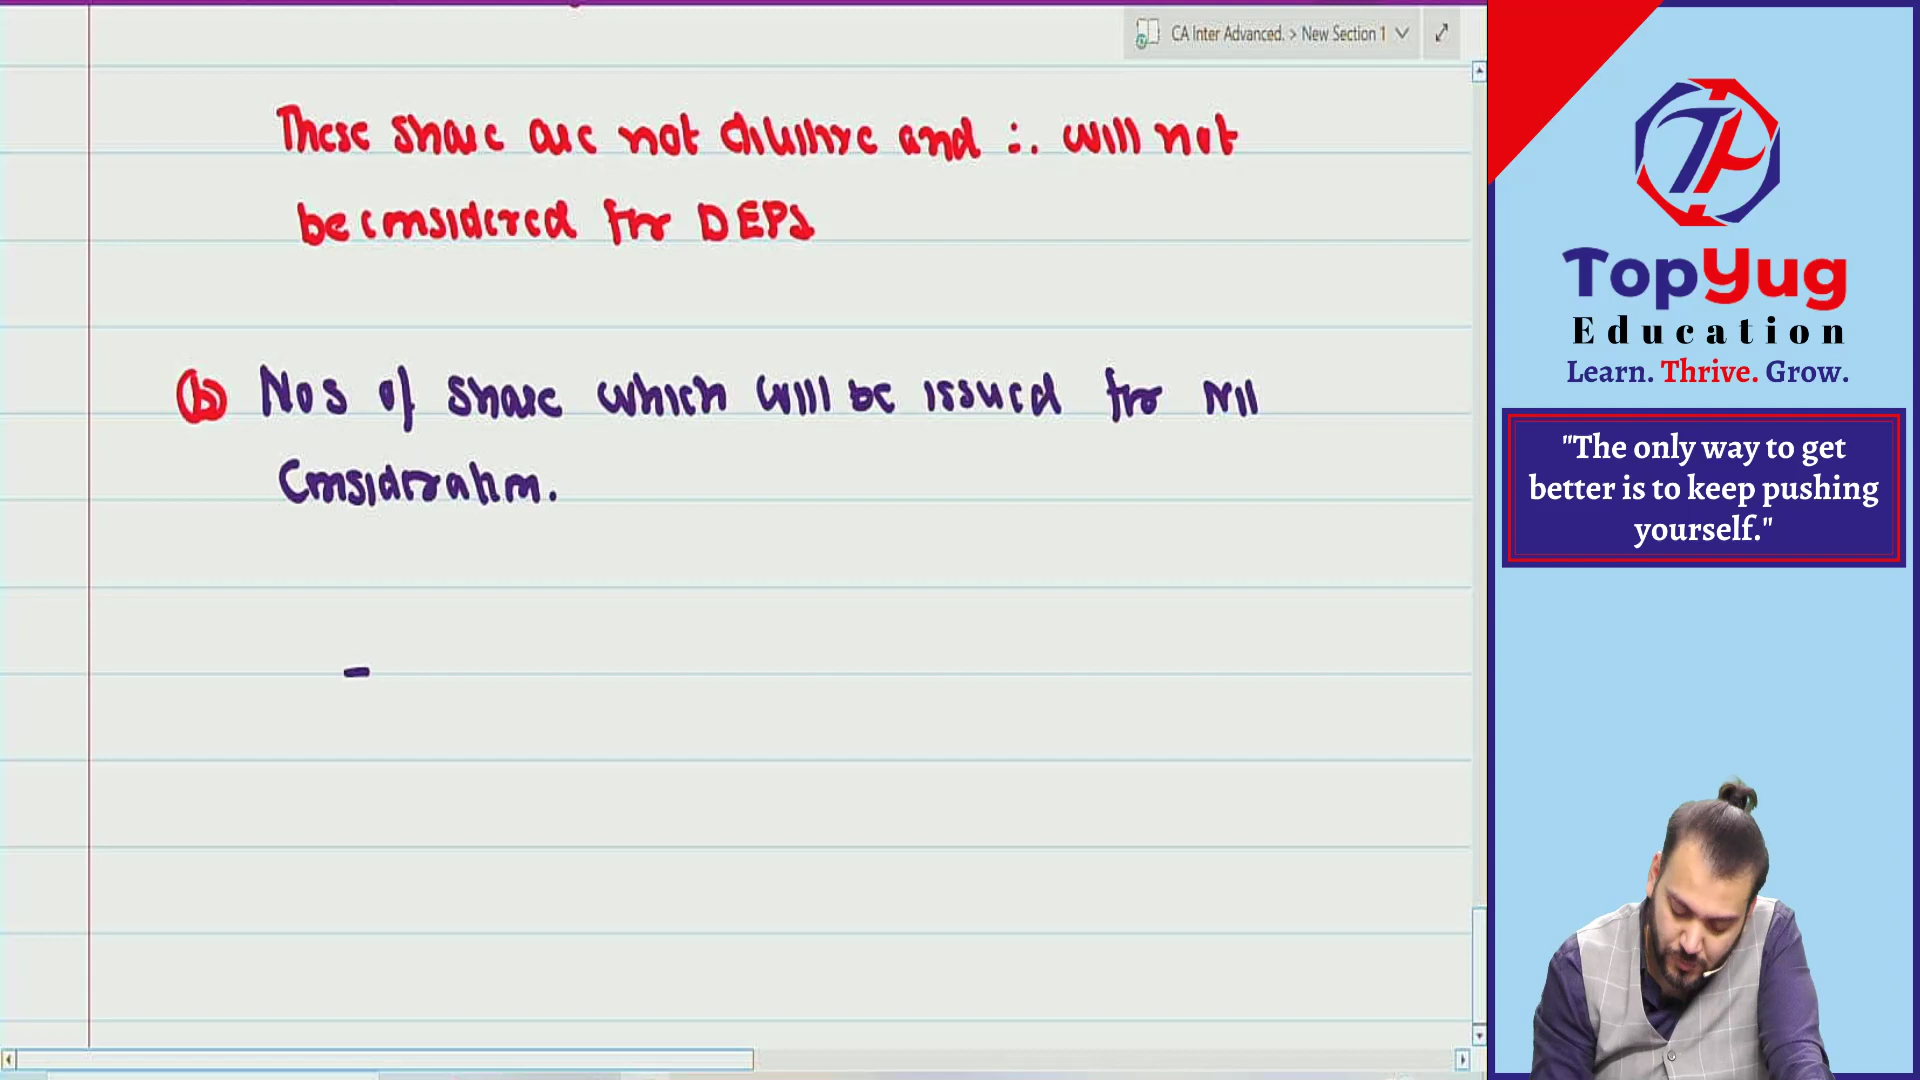 CA Inter Advanced. > New Section 1
These share are not dilutive and ∴ will not
be considered for DEPS
(b) Nos of share which will be issued for Nil
Consideration.
-
TopYug
Education
Learn. Thrive. Grow.
"The only way to get
better is to keep pushing
yourself."